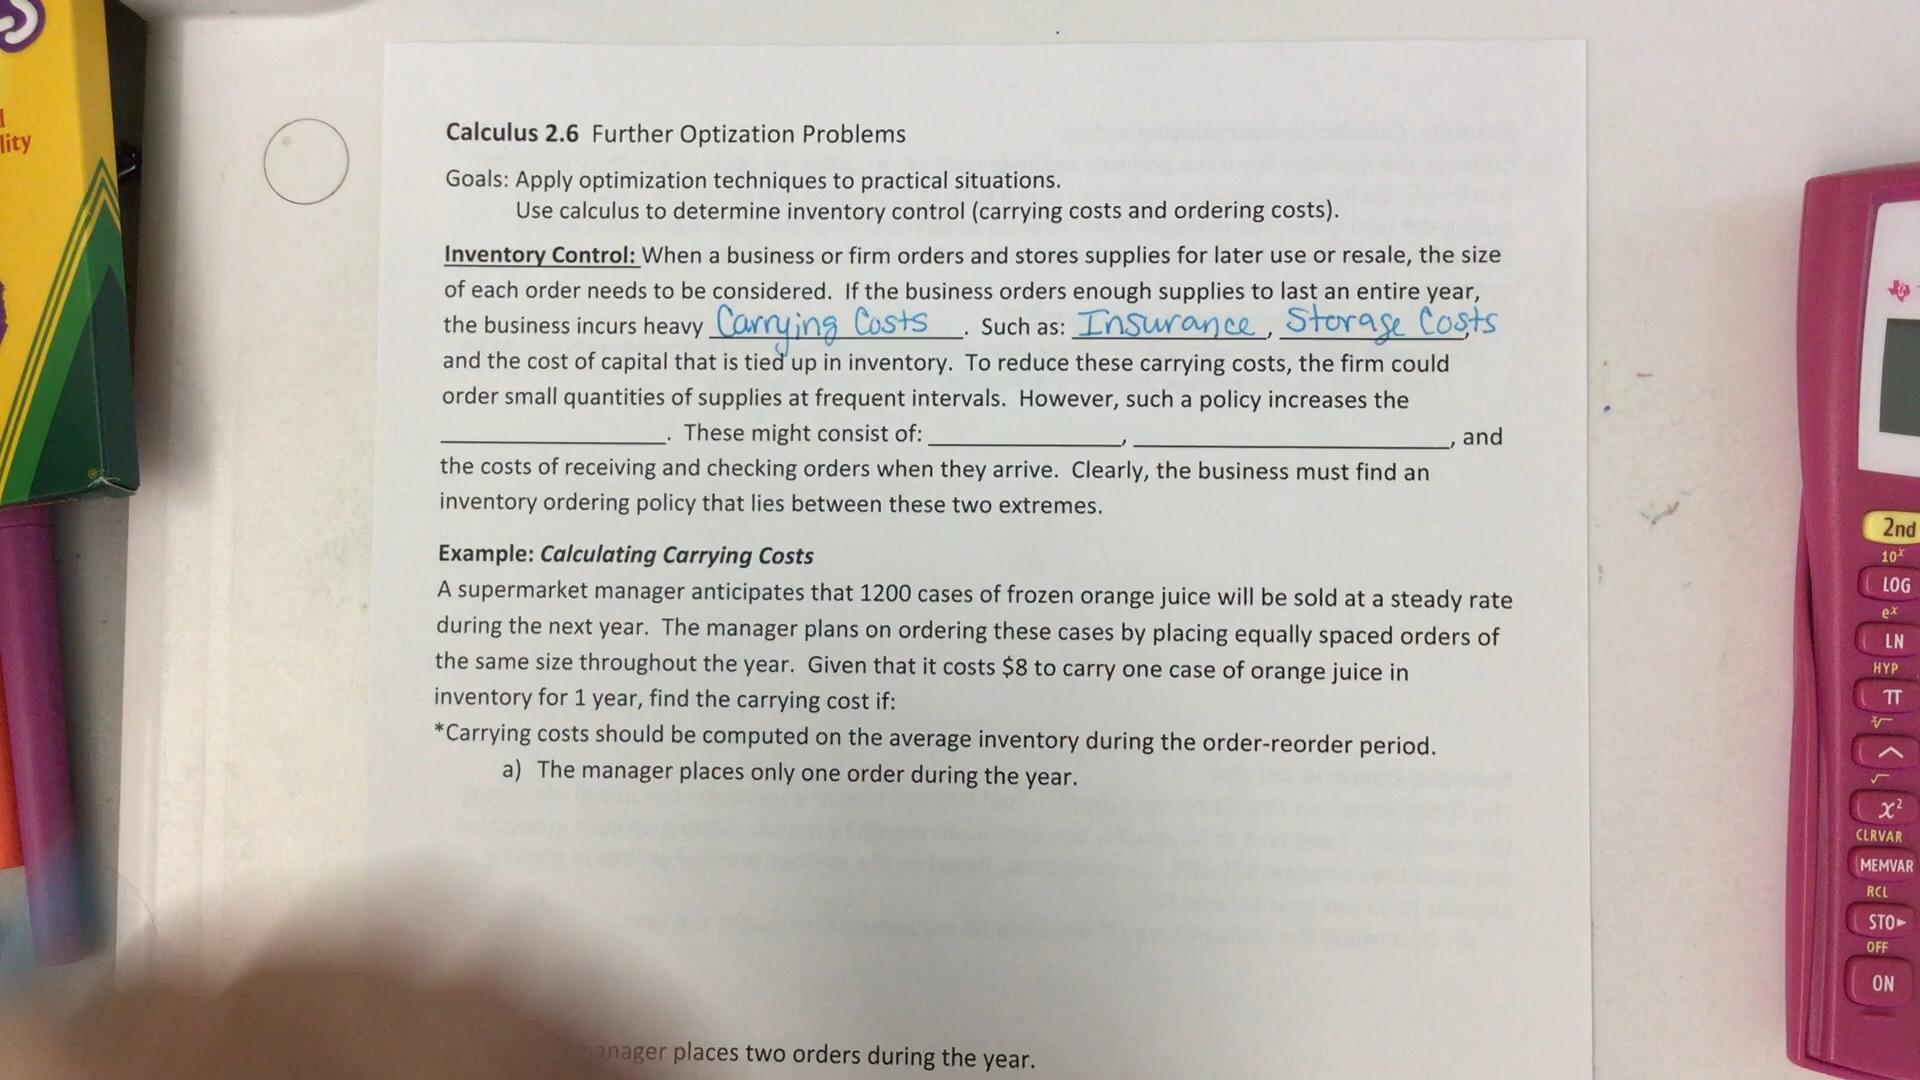 lity
Calculus 2.6 Further Optization Problems
Goals: Apply optimization techniques to practical situations.
Use calculus to determine inventory control (carrying costs and ordering costs).
Inventory Control: When a business or firm orders and stores supplies for later use or resale, the size
of each order needs to be considered. If the business orders enough supplies to last an entire year,
the business incurs heavy Carrying Costs. Such as: Insurance, Storage Costs,
and the cost of capital that is tied up in inventory. To reduce these carrying costs, the firm could
order small quantities of supplies at frequent intervals. However, such a policy increases the
____________. These might consist of: ____________, ____________, and
the costs of receiving and checking orders when they arrive. Clearly, the business must find an
inventory ordering policy that lies between these two extremes.
Example: Calculating Carrying Costs
A supermarket manager anticipates that 1200 cases of frozen orange juice will be sold at a steady rate
during the next year. The manager plans on ordering these cases by placing equally spaced orders of
the same size throughout the year. Given that it costs $8 to carry one case of orange juice in
inventory for 1 year, find the carrying cost if:
*Carrying costs should be computed on the average inventory during the order-reorder period.
a) The manager places only one order during the year.
anager places two orders during the year.
2nd
10ˣ
LOG
eˣ
LN
HYP
π
ˣ√
^
√
x²
CLRVAR
MEMVAR
RCL
STO►
OFF
ON